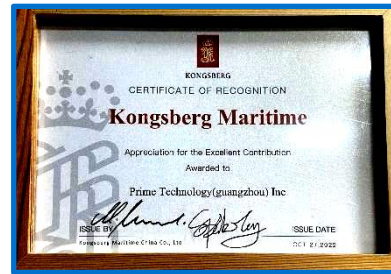 KONGSBERG
CERTIFICATE OF RECOGNITION
Kongsberg Maritime
Appreciation for the Excellent Contribution
Awarded to
Prime Technology(guangzhou) Inc
ISSUE BY
ISSUE DATE
Kongsberg Maritime China Co., Ltd
OCT 27.2022